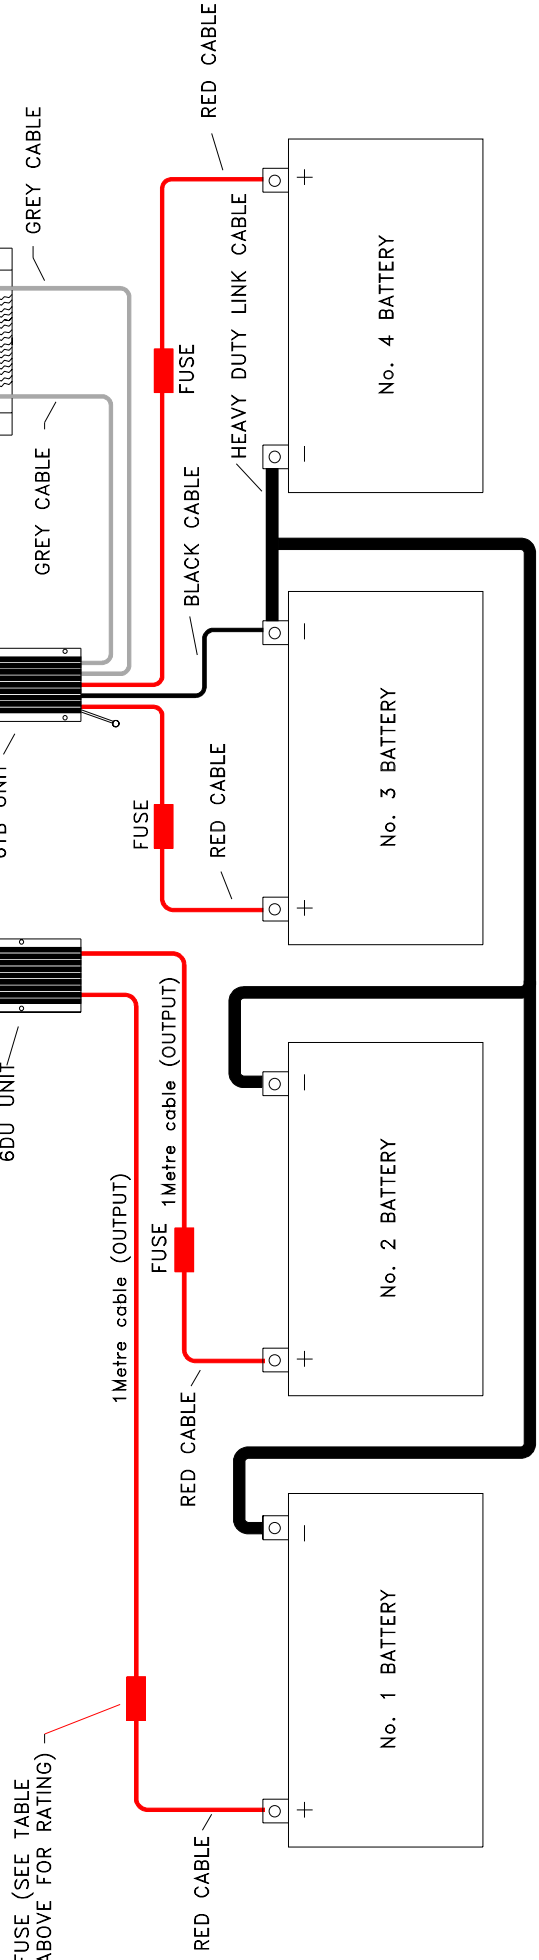 RED CABLE
GREY CABLE
HEAVY DUTY LINK CABLE
+
No. 4 BATTERY
FUSE
−
GREY CABLE
BLACK CABLE
−
No. 3 BATTERY
UNIT
FUSE
RED CABLE
+
1Metre cable (OUTPUT)
6DU UNIT
−
No. 2 BATTERY
1Metre cable (OUTPUT)
FUSE
+
RED CABLE
−
No. 1 BATTERY
FUSE (SEE TABLE
ABOVE FOR RATING)
+
RED CABLE